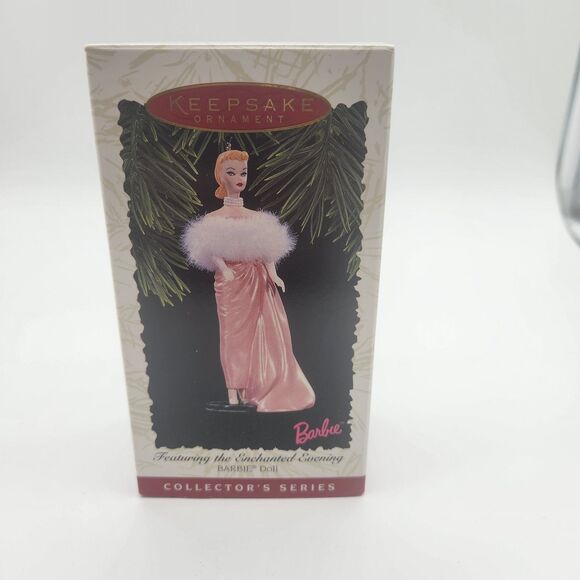 KEEPSAKE
ORNAMENT
Barbie
Featuring the Enchanted Evening
BARBIE® Doll
COLLECTOR'S SERIES